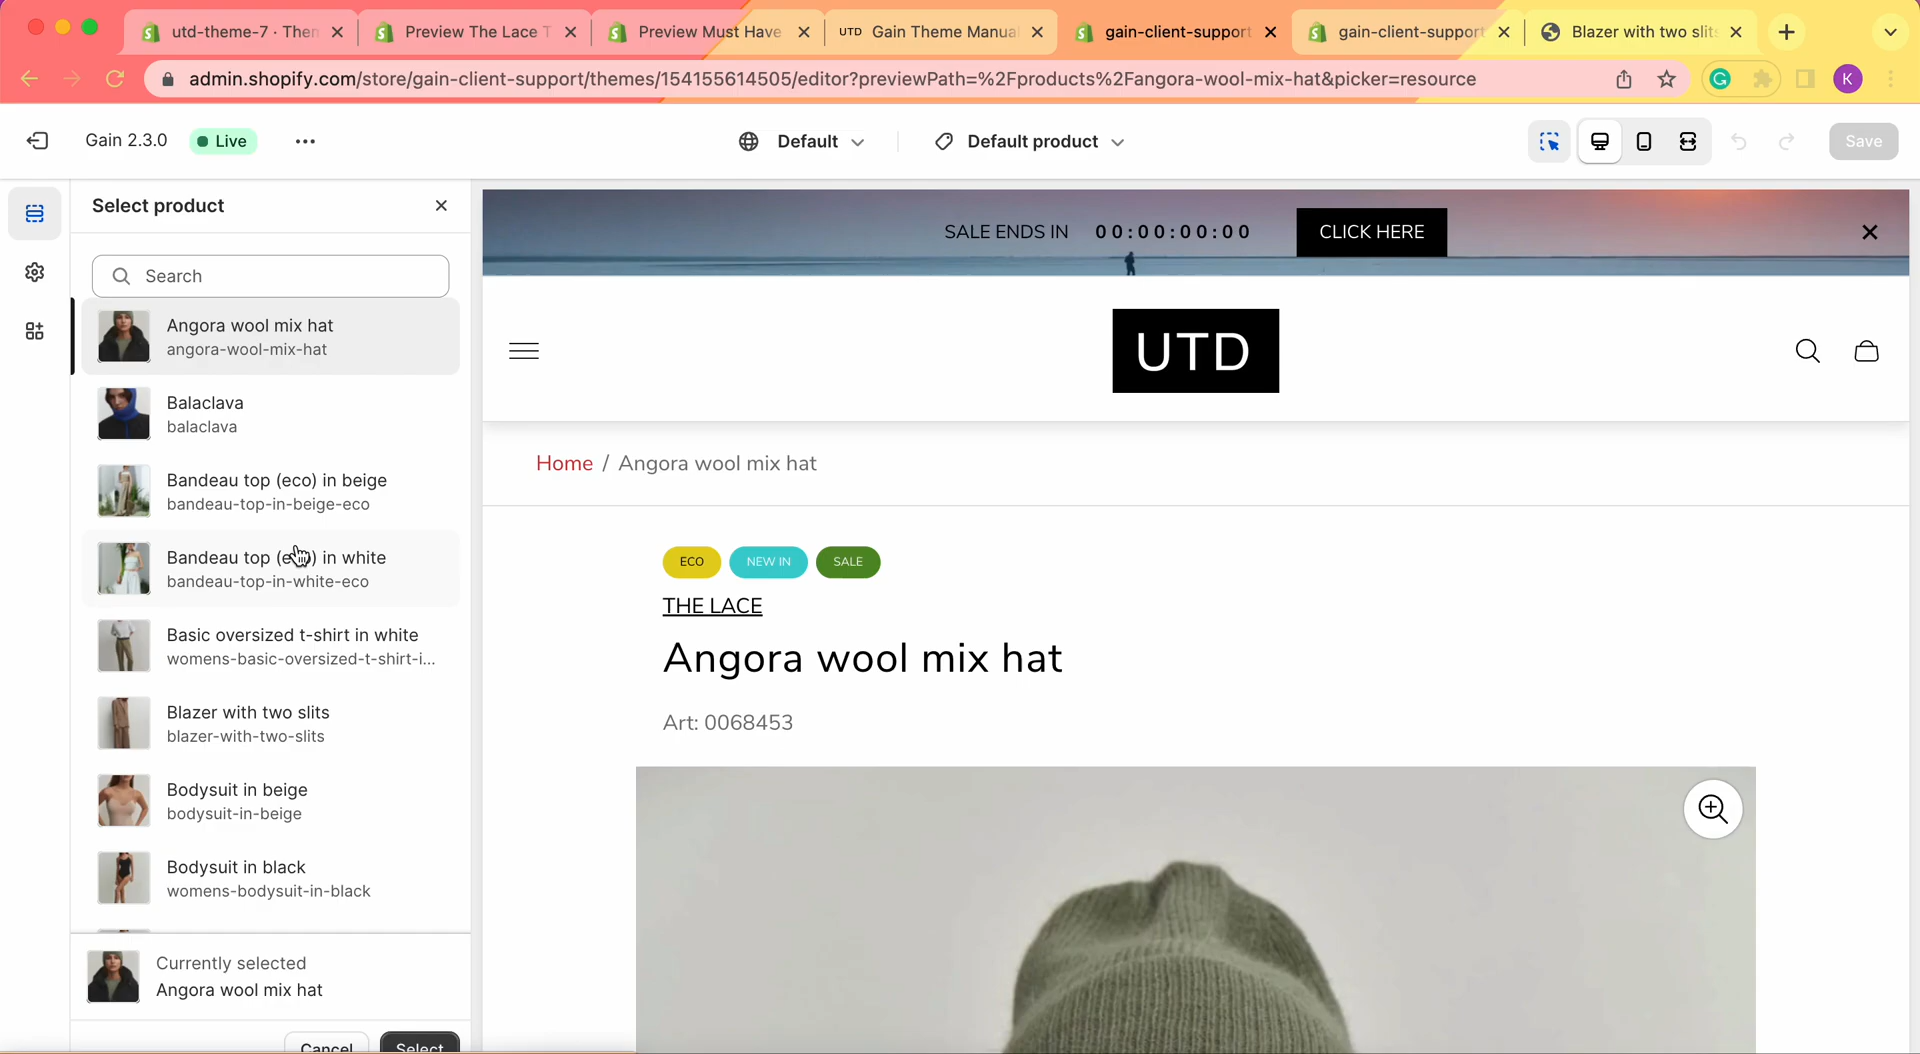 utd-theme-7 · Then
Preview The Lace T
Preview Must Have
UTD Gain Theme Manua
gain-client-support
gain-client-support
Blazer with two slits
admin.shopify.com/store/gain-client-support/themes/154155614505/editor?previewPath=%2Fproducts%2Fangora-wool-mix-hat&picker=resource
K
Gain 2.3.0
Live
Default
Default product
Save
Select product
Search
Angora wool mix hat
angora-wool-mix-hat
Balaclava
balaclava
Bandeau top (eco) in beige
bandeau-top-in-beige-eco
Bandeau top (eco) in white
bandeau-top-in-white-eco
Basic oversized t-shirt in white
womens-basic-oversized-t-shirt-i...
Blazer with two slits
blazer-with-two-slits
Bodysuit in beige
bodysuit-in-beige
Bodysuit in black
womens-bodysuit-in-black
Currently selected
Angora wool mix hat
Cancel
Select
SALE ENDS IN 00:00:00:00
CLICK HERE
UTD
Home / Angora wool mix hat
ECO NEW IN SALE
THE LACE
Angora wool mix hat
Art: 0068453